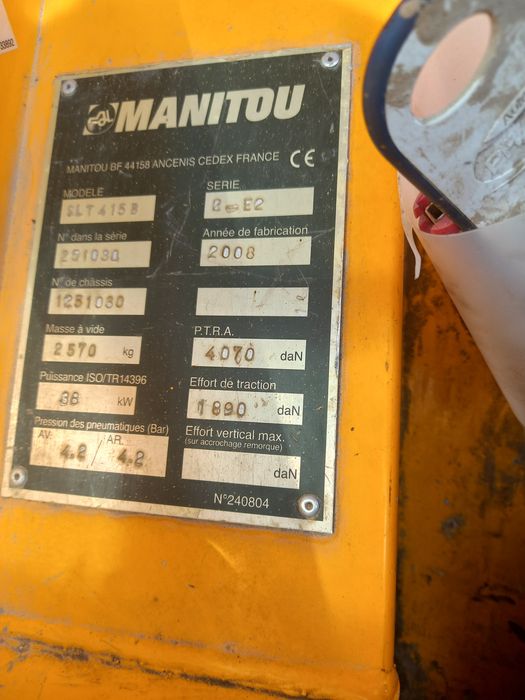 MANITOU
MANITOU BF 44158 ANCENIS CEDEX FRANCE CE
MODELE SERIE
SLT415B 2-E2
N° dans la série Année de fabrication
251030 2008
N° de châssis
1251030
Masse à vide P.T.R.A.
2570 kg 4070 daN
Puissance ISO/TR14396 Effort de traction
38 kW 1890 daN
Pression des pneumatiques (Bar) Effort vertical max.
AV. AR. (sur accrochage remorque)
4.2 / 4.2 daN
N°240804